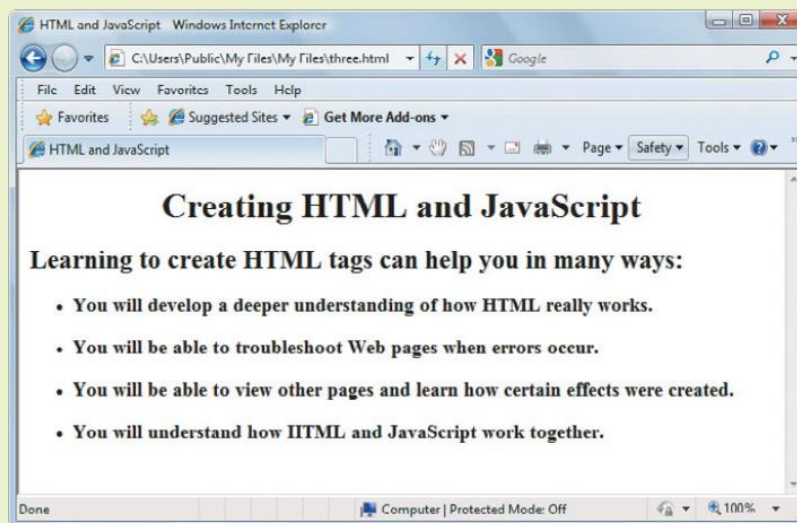 HTML and JavaScript Windows Internet Explorer
C:\Users\Public\My Files\My Files\three.html Google
File Edit View Favorites Tools Help
Favorites Suggested Sites Get More Add-ons
HTML and JavaScript Page Safety Tools
Creating HTML and JavaScript
Learning to create HTML tags can help you in many ways:
• You will develop a deeper understanding of how HTML really works.
• You will be able to troubleshoot Web pages when errors occur.
• You will be able to view other pages and learn how certain effects were created.
• You will understand how HTML and JavaScript work together.
Done Computer | Protected Mode: Off 100%